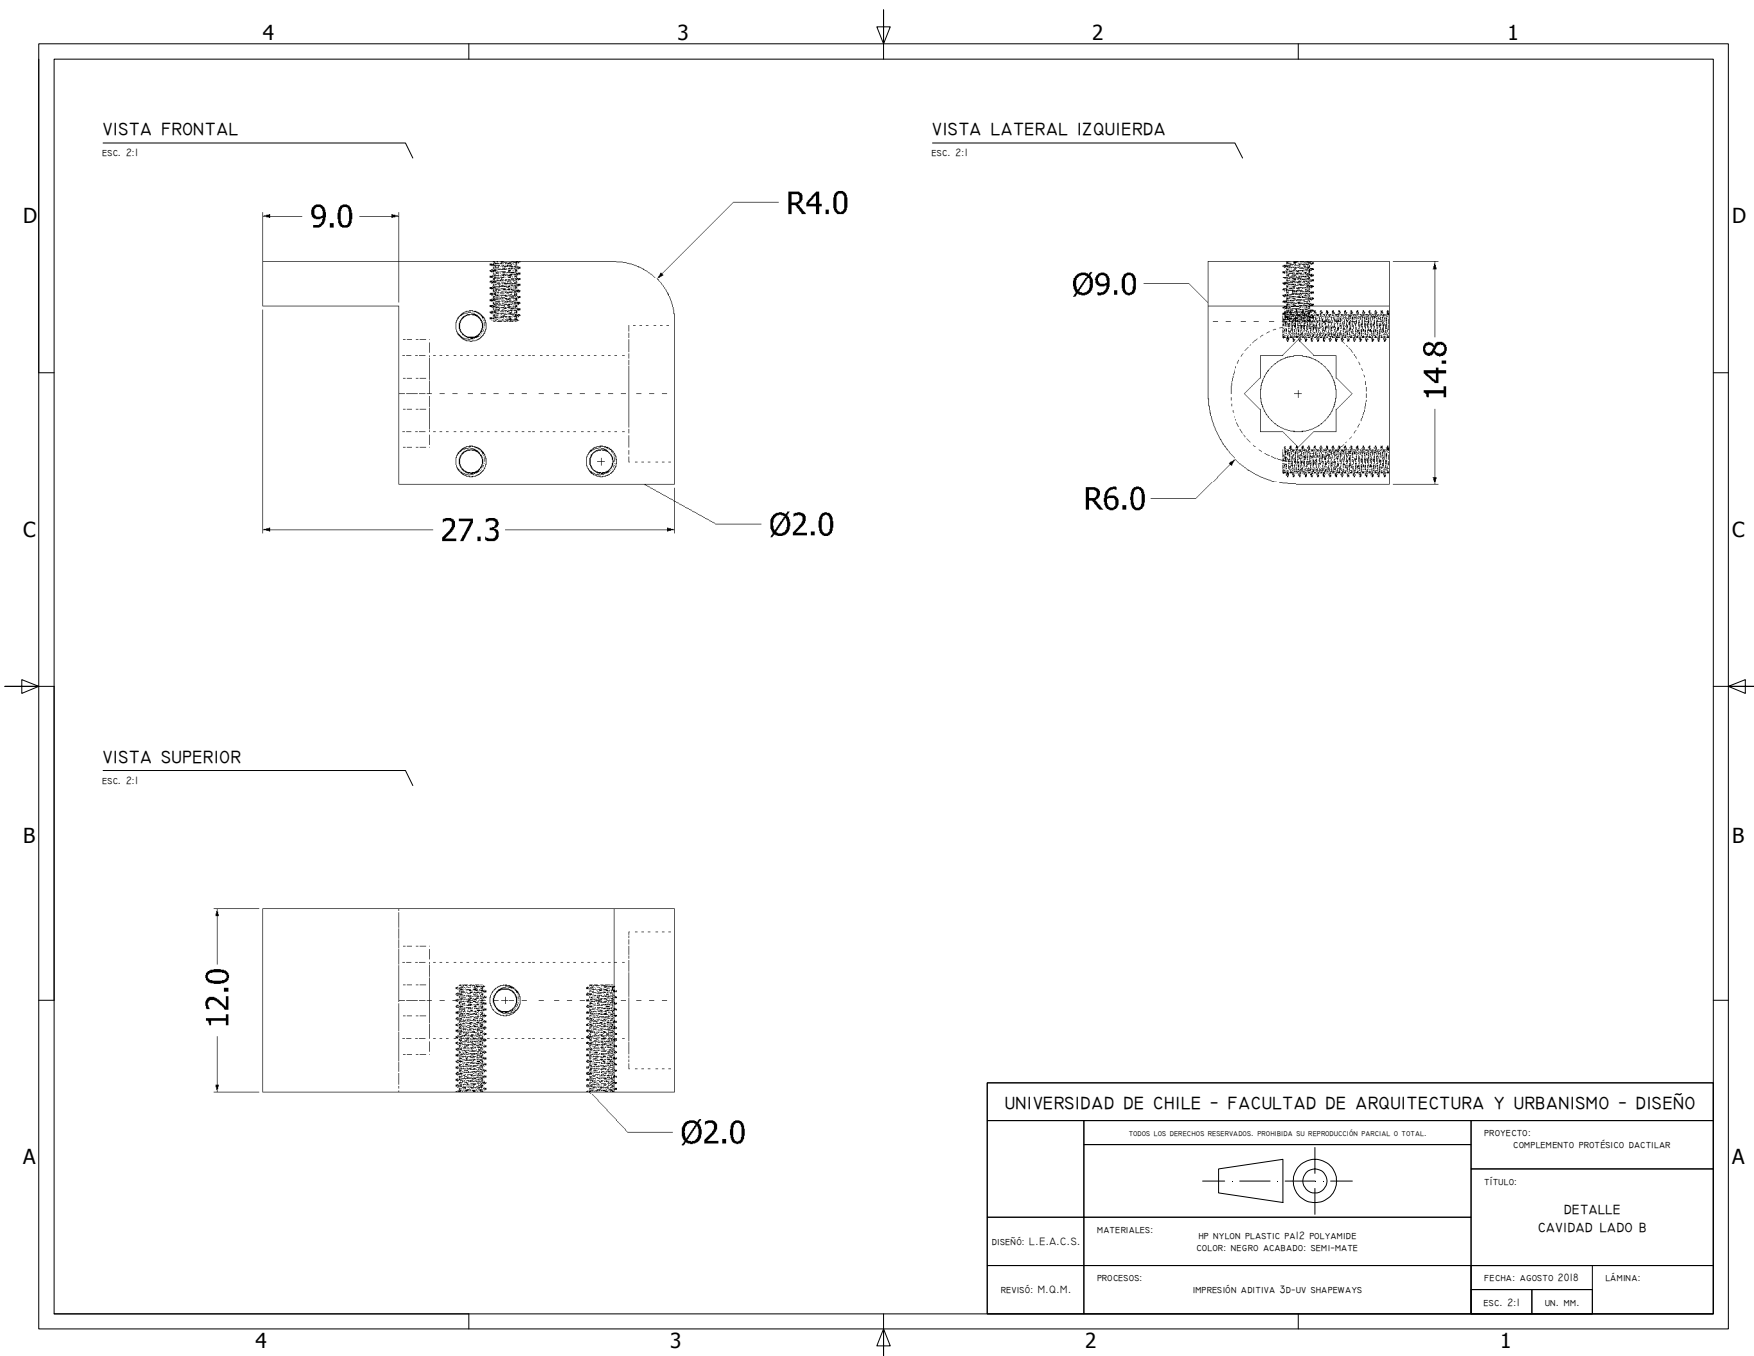 4 3 2 1
VISTA FRONTAL
ESC. 2:1
VISTA LATERAL IZQUIERDA
ESC. 2:1
D
D
9.0
R4.0
27.3
Ø2.0
Ø9.0
14.8
R6.0
C
C
VISTA SUPERIOR
ESC. 2:1
B
B
12.0
Ø2.0
A
A
UNIVERSIDAD DE CHILE - FACULTAD DE ARQUITECTURA Y URBANISMO - DISEÑO
TODOS LOS DERECHOS RESERVADOS. PROHIBIDA SU REPRODUCCIÓN PARCIAL O TOTAL.
PROYECTO:
COMPLEMENTO PROTÉSICO DACTILAR
TÍTULO:
DETALLE
CAVIDAD LADO B
DISEÑO: L.E.A.C.S.
MATERIALES:
HP NYLON PLASTIC PA12 POLYAMIDE
COLOR: NEGRO ACABADO: SEMI-MATE
REVISÓ: M.Q.M.
PROCESOS:
IMPRESIÓN ADITIVA 3D-UV SHAPEWAYS
FECHA: AGOSTO 2018
LÁMINA:
ESC. 2:1
UN. MM.
4 3 2 1